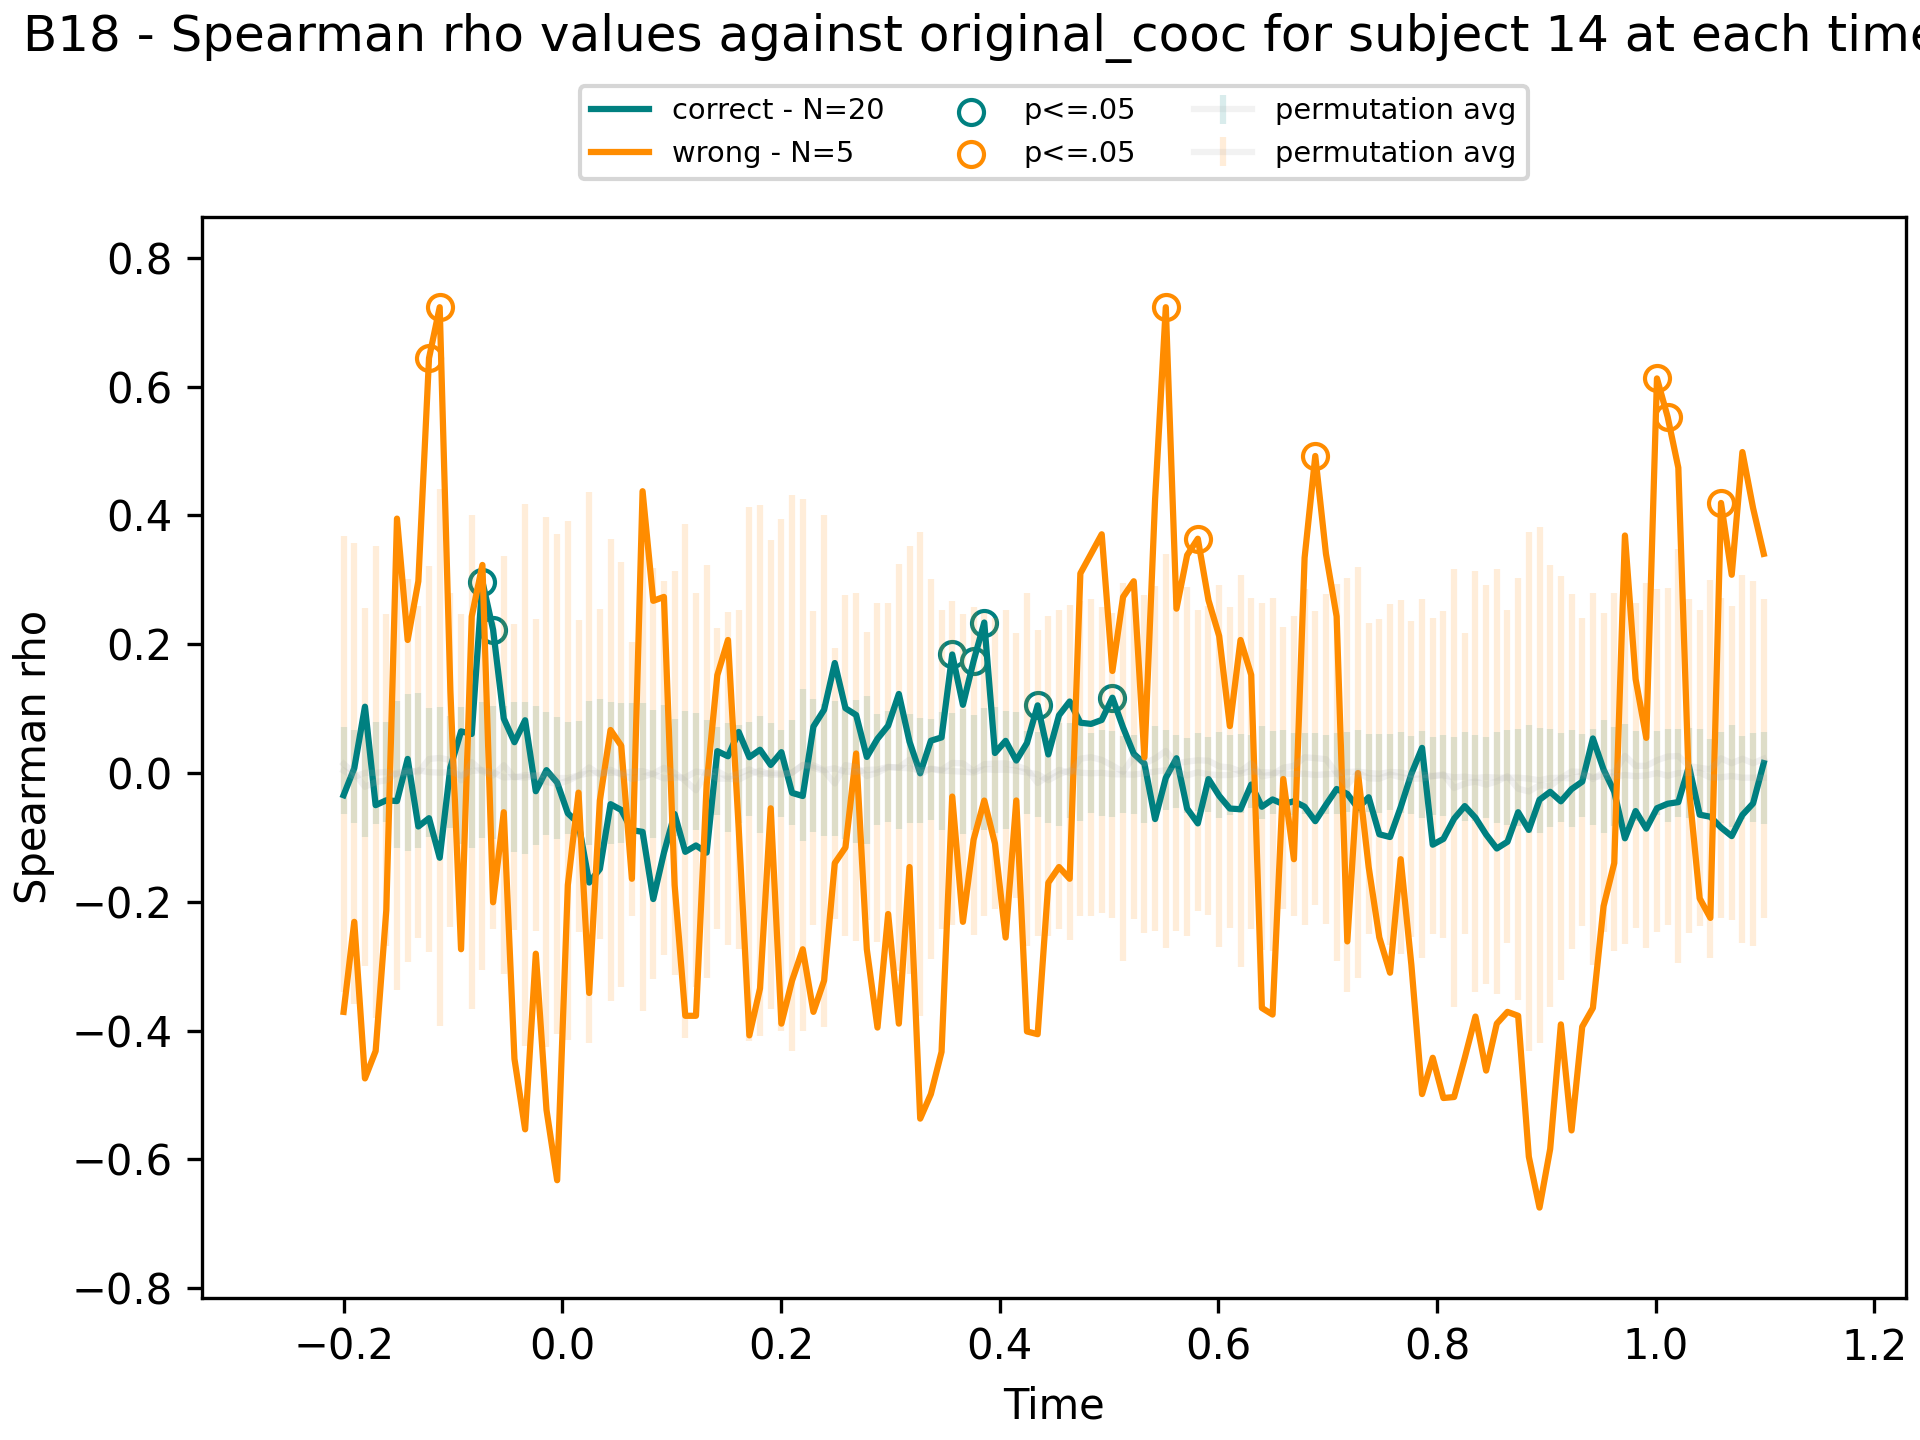 B18 - Spearman rho values against original_cooc for subject 14 at each time
correct - N=20
wrong - N=5
p<=.05
p<=.05
permutation avg
permutation avg
Spearman rho
0.8
0.6
0.4
0.2
0.0
−0.2
−0.4
−0.6
−0.8
−0.2
0.0
0.2
0.4
0.6
0.8
1.0
1.2
Time